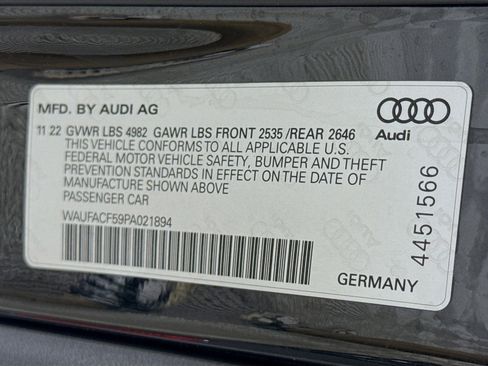 MFD. BY AUDI AG
11.22 GVWR LBS 4982 GAWR LBS FRONT 2535 /REAR 2646
THIS VEHICLE CONFORMS TO ALL APPLICABLE U.S.
FEDERAL MOTOR VEHICLE SAFETY, BUMPER AND THEFT
PREVENTION STANDARDS IN EFFECT ON THE DATE OF
MANUFACTURE SHOWN ABOVE
PASSENGER CAR
WAUFACF59PA021894
Audi
4451566
GERMANY